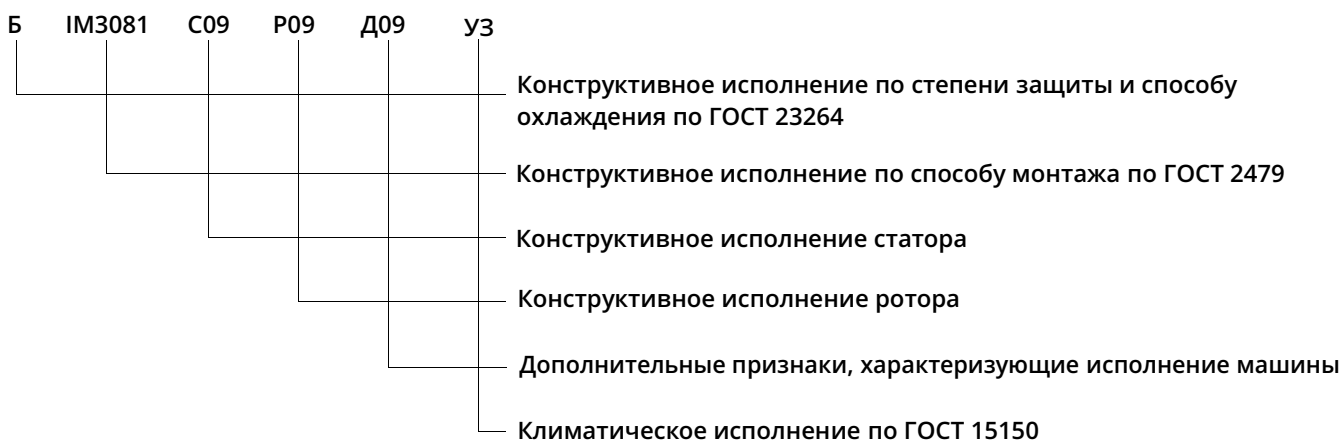 Б IM3081 С09 Р09 Д09 У3
Конструктивное исполнение по степени защиты и способу
охлаждения по ГОСТ 23264
Конструктивное исполнение по способу монтажа по ГОСТ 2479
Конструктивное исполнение статора
Конструктивное исполнение ротора
Дополнительные признаки, характеризующие исполнение машины
Климатическое исполнение по ГОСТ 15150